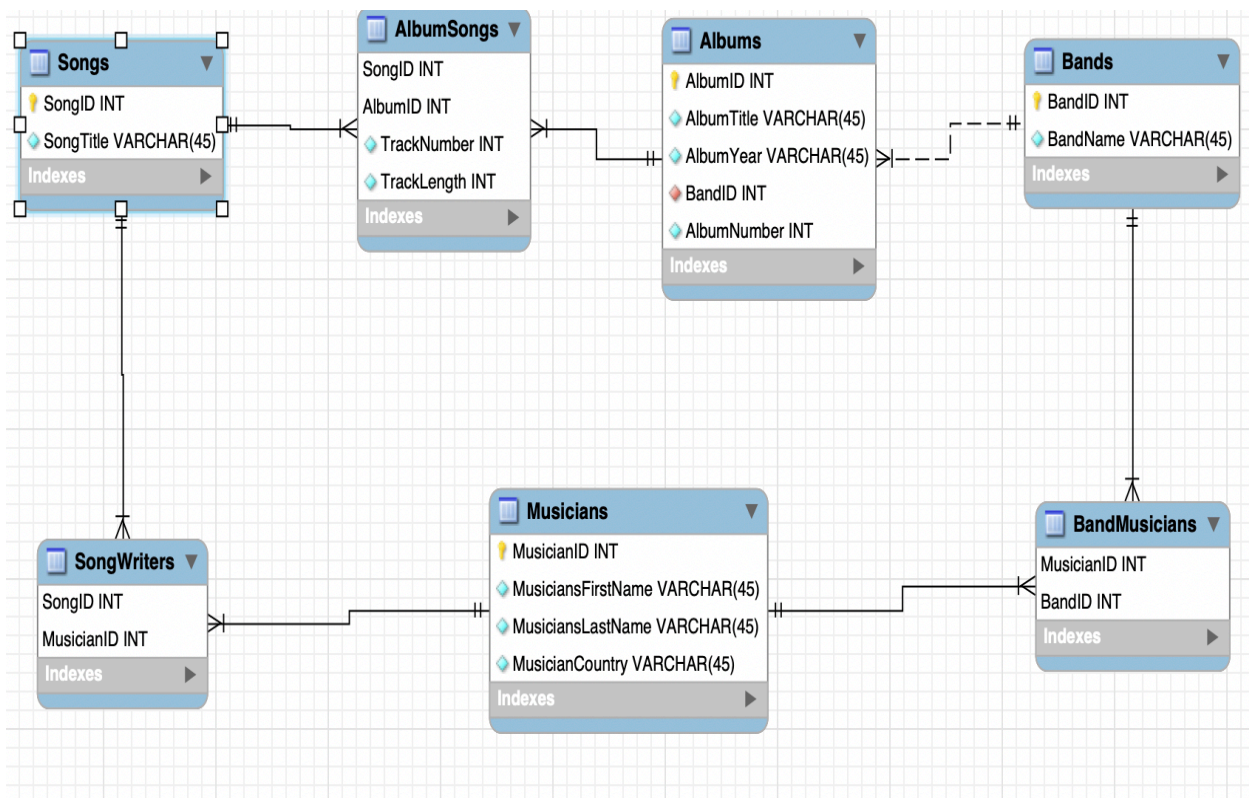 Songs
SongID INT
SongTitle VARCHAR(45)
Indexes
AlbumSongs
SongID INT
AlbumID INT
TrackNumber INT
TrackLength INT
Indexes
Albums
AlbumID INT
AlbumTitle VARCHAR(45)
AlbumYear VARCHAR(45)
BandID INT
AlbumNumber INT
Indexes
Bands
BandID INT
BandName VARCHAR(45)
Indexes
SongWriters
SongID INT
MusicianID INT
Indexes
Musicians
MusicianID INT
MusiciansFirstName VARCHAR(45)
MusiciansLastName VARCHAR(45)
MusicianCountry VARCHAR(45)
Indexes
BandMusicians
MusicianID INT
BandID INT
Indexes